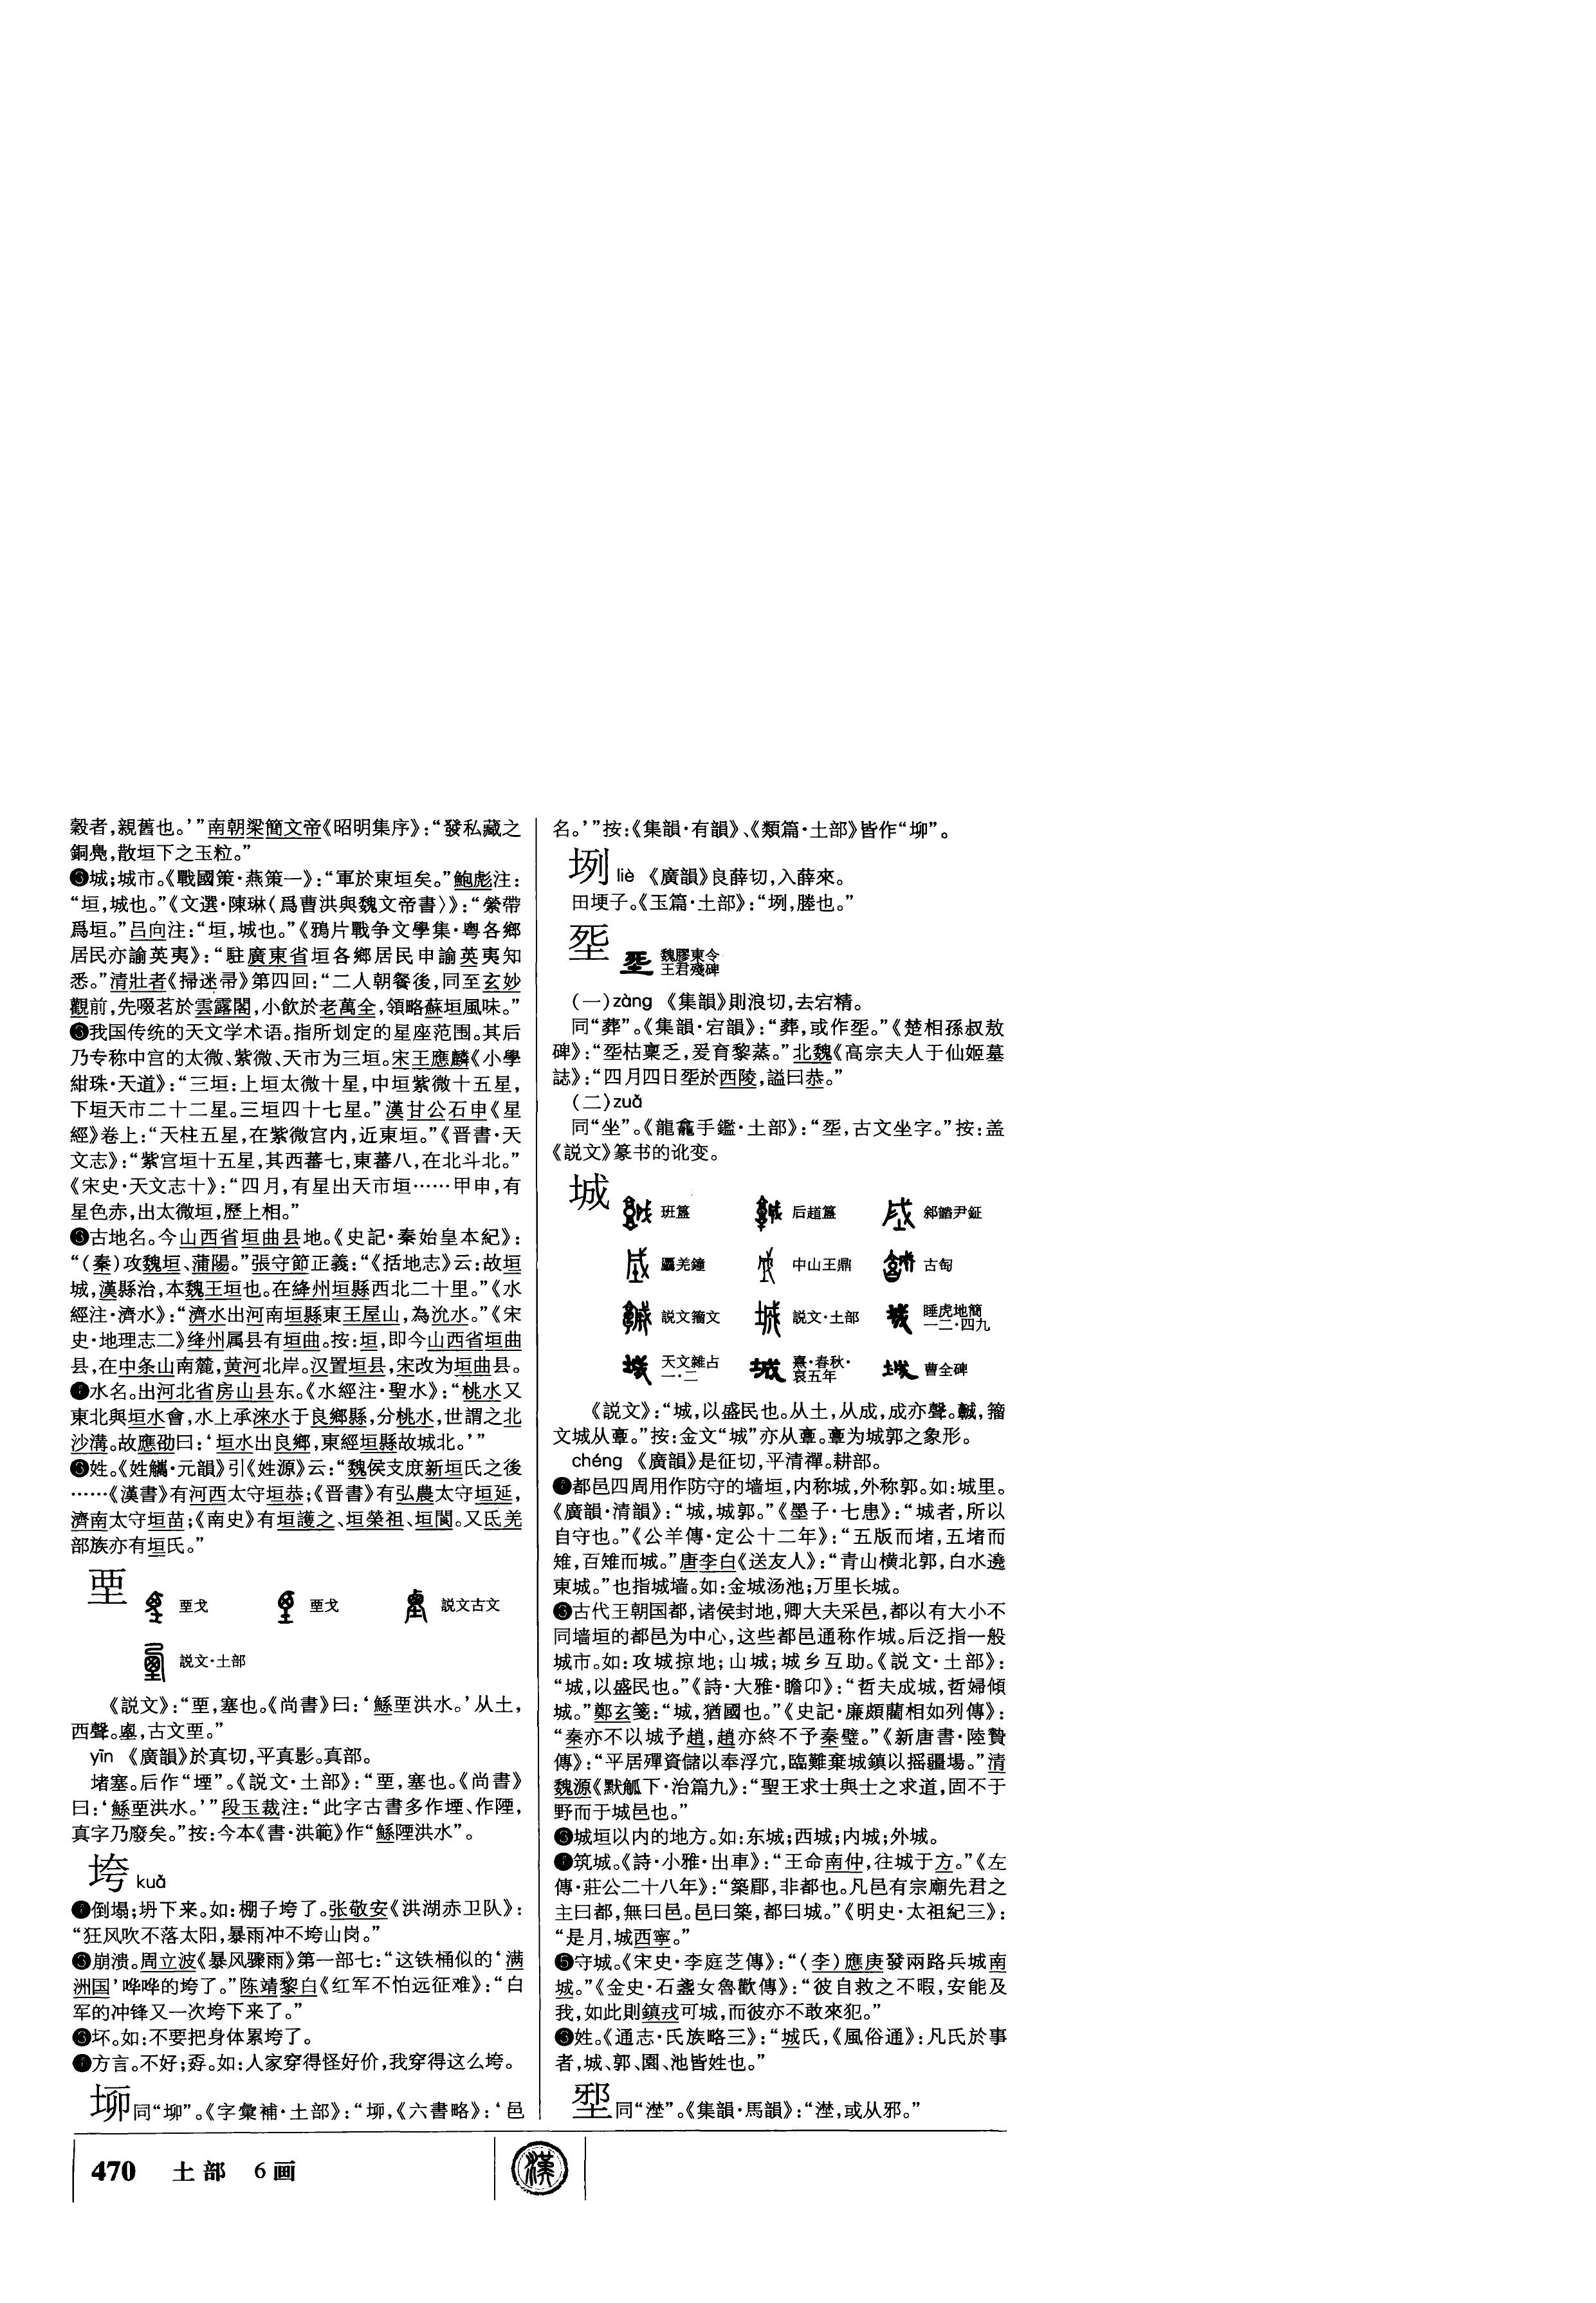 穀者,親舊也。’”南朝梁簡文帝《昭明集序》:“發私藏之
銅鳧,散垣下之玉粒。”
❸城;城市。《戰國策·燕策一》:“軍於東垣矣。”鮑彪注:
“垣,城也。”《文選·陳琳〈爲曹洪與魏文帝書〉》:“縈帶
爲垣。”吕向注:“垣,城也。”《鴉片戰争文學集·粤各鄉
居民亦諭英夷》:“駐廣東省垣各鄉居民申諭英夷知
悉。”清壯者《掃迷帚》第四回:“二人朝餐後,同至玄妙
觀前,先啜茗於雲露閣,小飲於老萬全,領略蘇垣風味。”
我国传统的天文学术语。指所划定的星座范围。其后
乃专称中宫的太微、紫微、天市为三垣。宋王應麟《小學
紺珠·天道》:“三垣:上垣太微十星,中垣紫微十五星,
下垣天市二十二星。三垣四十七星。”漢甘公石申《星
經》卷上:“天柱五星,在紫微宫内,近東垣。”《晋書·天
文志》:“紫宫垣十五星,其西蕃七,東蕃八,在北斗北。”
《宋史·天文志十》:“四月,有星出天市垣……甲申,有
星色赤,出太微垣,歷上相。”
古地名。今山西省垣曲县地。《史記·秦始皇本紀》:
“(秦)攻魏垣、蒲陽。”張守節正義:“《括地志》云:故垣
城,漢縣治,本魏王垣也。在絳州垣縣西北二十里。”《水
經注·濟水》:“濟水出河南垣縣東王屋山,為沇水。”《宋
史·地理志二》绛州属县有垣曲。按:垣,即今山西省垣曲
县,在中条山南麓,黄河北岸。汉置垣县,宋改为垣曲县。
水名。出河北省房山县东。《水經注·聖水》:“桃水又
東北與垣水會,水上承淶水于良鄉縣,分桃水,世謂之北
沙溝。故應劭曰:‘垣水出良鄉,東經垣縣故城北。’”
姓。《姓觿·元韻》引《姓源》云:“魏侯支庶新垣氏之後
……《漢書》有河西太守垣恭;《晋書》有弘農太守垣延,
濟南太守垣苗;《南史》有垣護之、垣榮祖、垣閬。又氐羌
部族亦有垣氏。”
垔 垔戈 垔戈 説文古文
説文·土部
《説文》:“垔,塞也。《尚書》曰:‘鯀垔洪水。’从土,
西聲。,古文垔。”
yīn 《廣韻》於真切,平真影。真部。
堵塞。后作“堙”。《説文·土部》:“垔,塞也。《尚書》
曰:‘鯀垔洪水。’”段玉裁注:“此字古書多作堙、作陻,
真字乃廢矣。”按:今本《書·洪範》作“鯀陻洪水”。
垮 kuǎ
倒塌;坍下来。如:棚子垮了。张敬安《洪湖赤卫队》:
“狂风吹不落太阳,暴雨冲不垮山岗。”
崩溃。周立波《暴风骤雨》第一部七:“这铁桶似的‘满
洲国’哗哗的垮了。”陈靖黎白《红军不怕远征难》:“白
军的冲锋又一次垮下来了。”
❸坏。如:不要把身体累垮了。
方言。不好;孬。如:人家穿得怪好价,我穿得这么垮。
同“”。《字彙補·土部》:“,《六書略》:‘邑
名。’”按:《集韻·有韻》、《類篇·土部》皆作“”。
㤠 liè 《廣韻》良薛切,入薛來。
田埂子。《玉篇·土部》:“,塍也。”
魏膠東令
王君殘碑
(一)zàng 《集韻》則浪切,去宕精。
同“葬”。《集韻·宕韻》:“葬,或作塟。”《楚相孫叔敖
碑》:“枯稟乏,爰育黎蒸。”北魏《高宗夫人于仙姬墓
誌》:“四月四日於西陵,謚曰恭。”
(二)zuǎ
同“坐”。《龍龕手鑑·土部》:“,古文坐字。”按:盖
《説文》篆书的讹变。
城 班簋 后趠簋 䣄諧尹鉦
驫羌鐘 中山王鼎 古匋
説文籀文 説文·土部 睡虎地簡
一二·四九
天文雜占
一·二 熹·春秋·
哀五年 曹全碑
《説文》:“城,以盛民也。从土,从成,成亦聲。,籀
文城从𩫖。”按:金文“城”亦从𩫖。𩫖为城郭之象形。
chéng 《廣韻》是征切,平清禪。耕部。
都邑四周用作防守的墙垣,内称城,外称郭。如:城里。
《廣韻·清韻》:“城,城郭。”《墨子·七患》:“城者,所以
自守也。”《公羊傳·定公十二年》:“五版而堵,五堵而
雉,百雉而城。”唐李白《送友人》:“青山横北郭,白水遶
東城。”也指城墙。如:金城汤池;万里长城。
古代王朝国都,诸侯封地,卿大夫采邑,都以有大小不
同墙垣的都邑为中心,这些都邑通称作城。后泛指一般
城市。如:攻城掠地;山城;城乡互助。《説文·土部》:
“城,以盛民也。”《詩·大雅·瞻卬》:“哲夫成城,哲婦傾
城。”鄭玄箋:“城,猶國也。”《史記·廉頗藺相如列傳》:
“秦亦不以城予趙,趙亦終不予秦璧。”《新唐書·陸贄
傳》:“平居殫資儲以奉浮宂,臨難棄城鎮以摇疆場。”清
魏源《默觚下·治篇九》:“聖王求士與士之求道,固不于
野而于城邑也。”
❸城垣以内的地方。如:东城;西城;内城;外城。
筑城。《詩·小雅·出車》:“王命南仲,往城于方。”《左
傳·莊公二十八年》:“築郿,非都也。凡邑有宗廟先君之
主曰都,無曰邑。邑曰築,都曰城。”《明史·太祖紀三》:
“是月,城西寧。”
❺守城。《宋史·李庭芝傳》:“(李)應庚發兩路兵城南
城。”《金史·石盞女魯歡傳》:“彼自救之不暇,安能及
我,如此則鎮戎可城,而彼亦不敢來犯。”
姓。《通志·氏族略三》:“城氏,《風俗通》:凡氏於事
者,城、郭、園、池皆姓也。”
同“”。《集韻·馬韻》:“,或从邪。”
470 土部 6画
漢